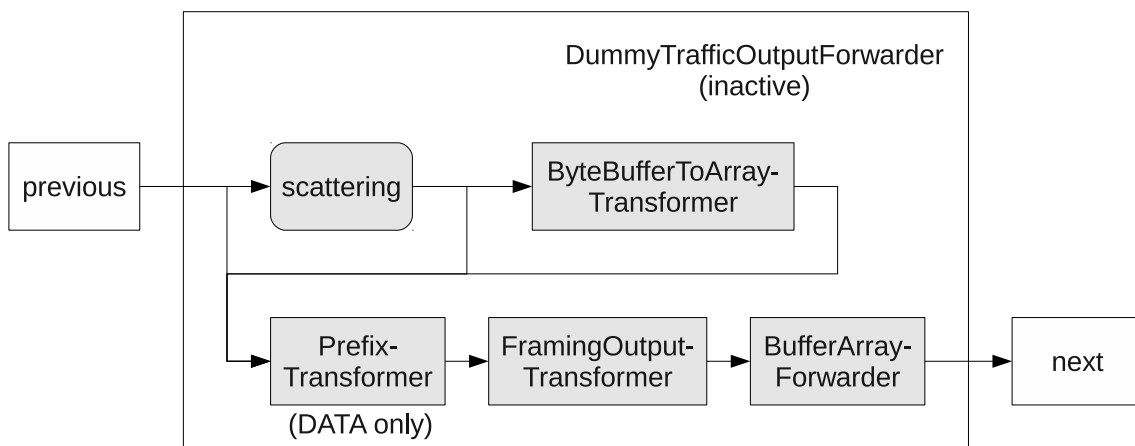 DummyTrafficOutputForwarder
(inactive)
previous
scattering
ByteBufferToArray-
Transformer
Prefix-
Transformer
(DATA only)
FramingOutput-
Transformer
BufferArray-
Forwarder
next